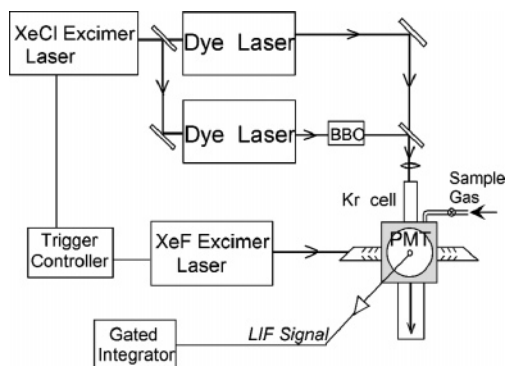 XeCl Excimer
Laser
Dye Laser
Dye Laser
BBO
Kr cell
Sample
Gas
PMT
Trigger
Controller
XeF Excimer
Laser
Gated
Integrator
LIF Signal